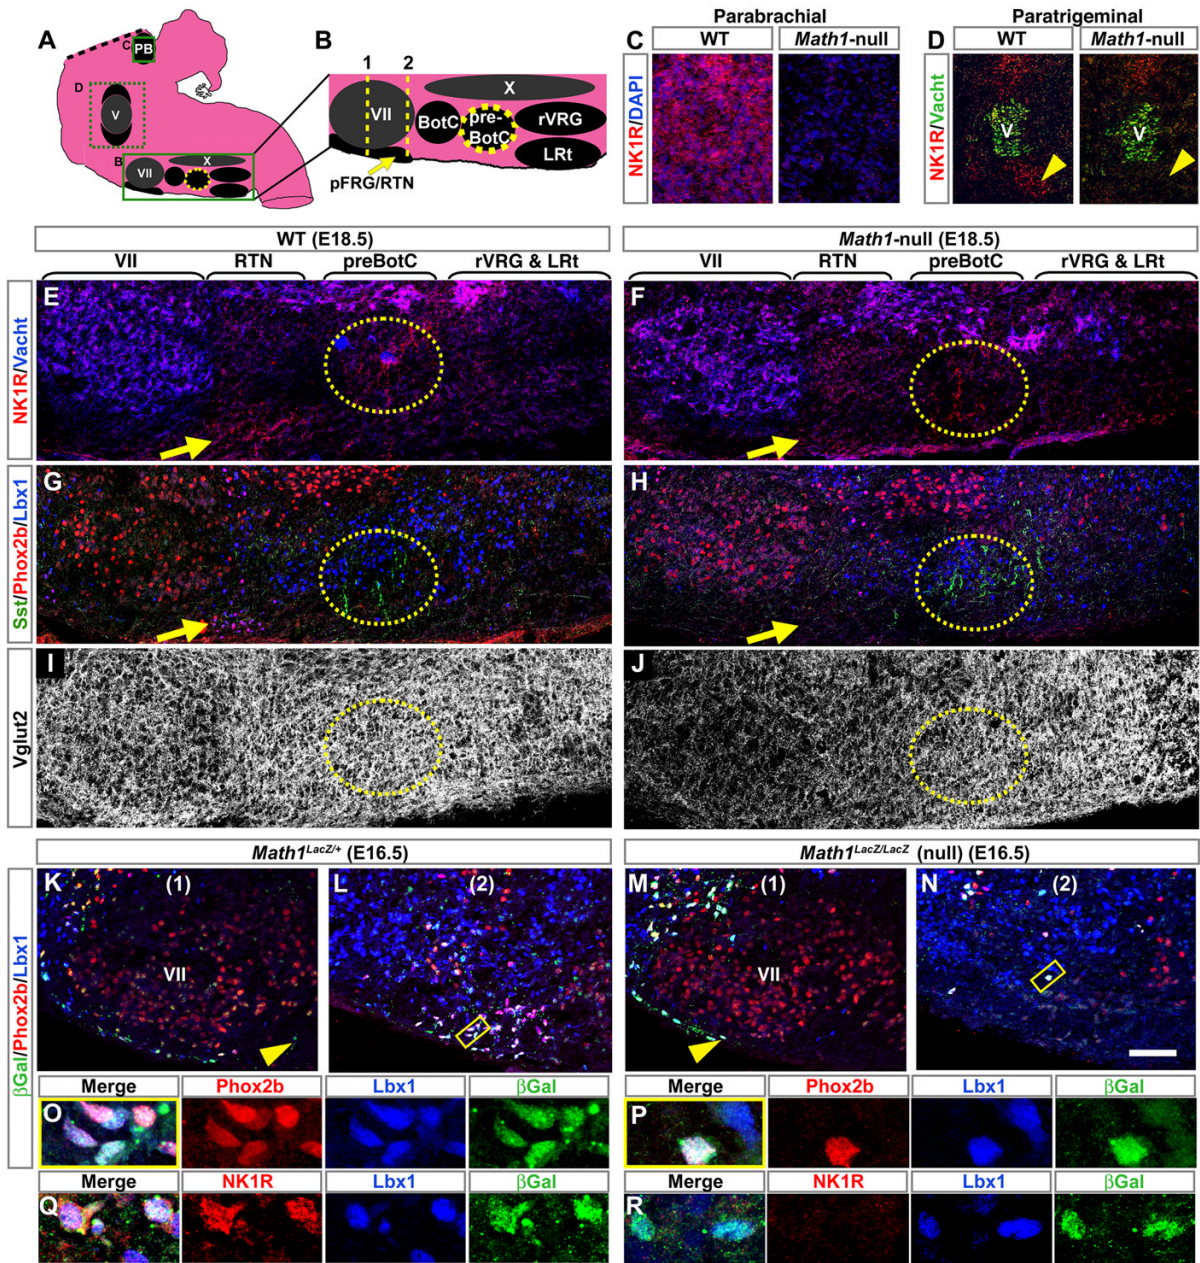 A
C
PB
D
V
B
VII
X
B
1
2
X
VII
BotC
pre-
BotC
rVRG
LRt
pFRG/RTN
Parabrachial
C
WT
Math1-null
NK1R/DAPI
Paratrigeminal
D
WT
Math1-null
NK1R/Vacht
V
V
WT (E18.5)
VII
RTN
preBotC
rVRG & LRt
Math1-null (E18.5)
VII
RTN
preBotC
rVRG & LRt
NK1R/Vacht
E
F
Sst/Phox2b/Lbx1
G
H
Vglut2
I
J
Math1LacZ/+ (E16.5)
Math1LacZ/LacZ (null) (E16.5)
βGal/Phox2b/Lbx1
K
(1)
VII
L
(2)
M
(1)
VII
N
(2)
Merge
Phox2b
Lbx1
βGal
Merge
Phox2b
Lbx1
βGal
O
P
Merge
NK1R
Lbx1
βGal
Merge
NK1R
Lbx1
βGal
Q
R